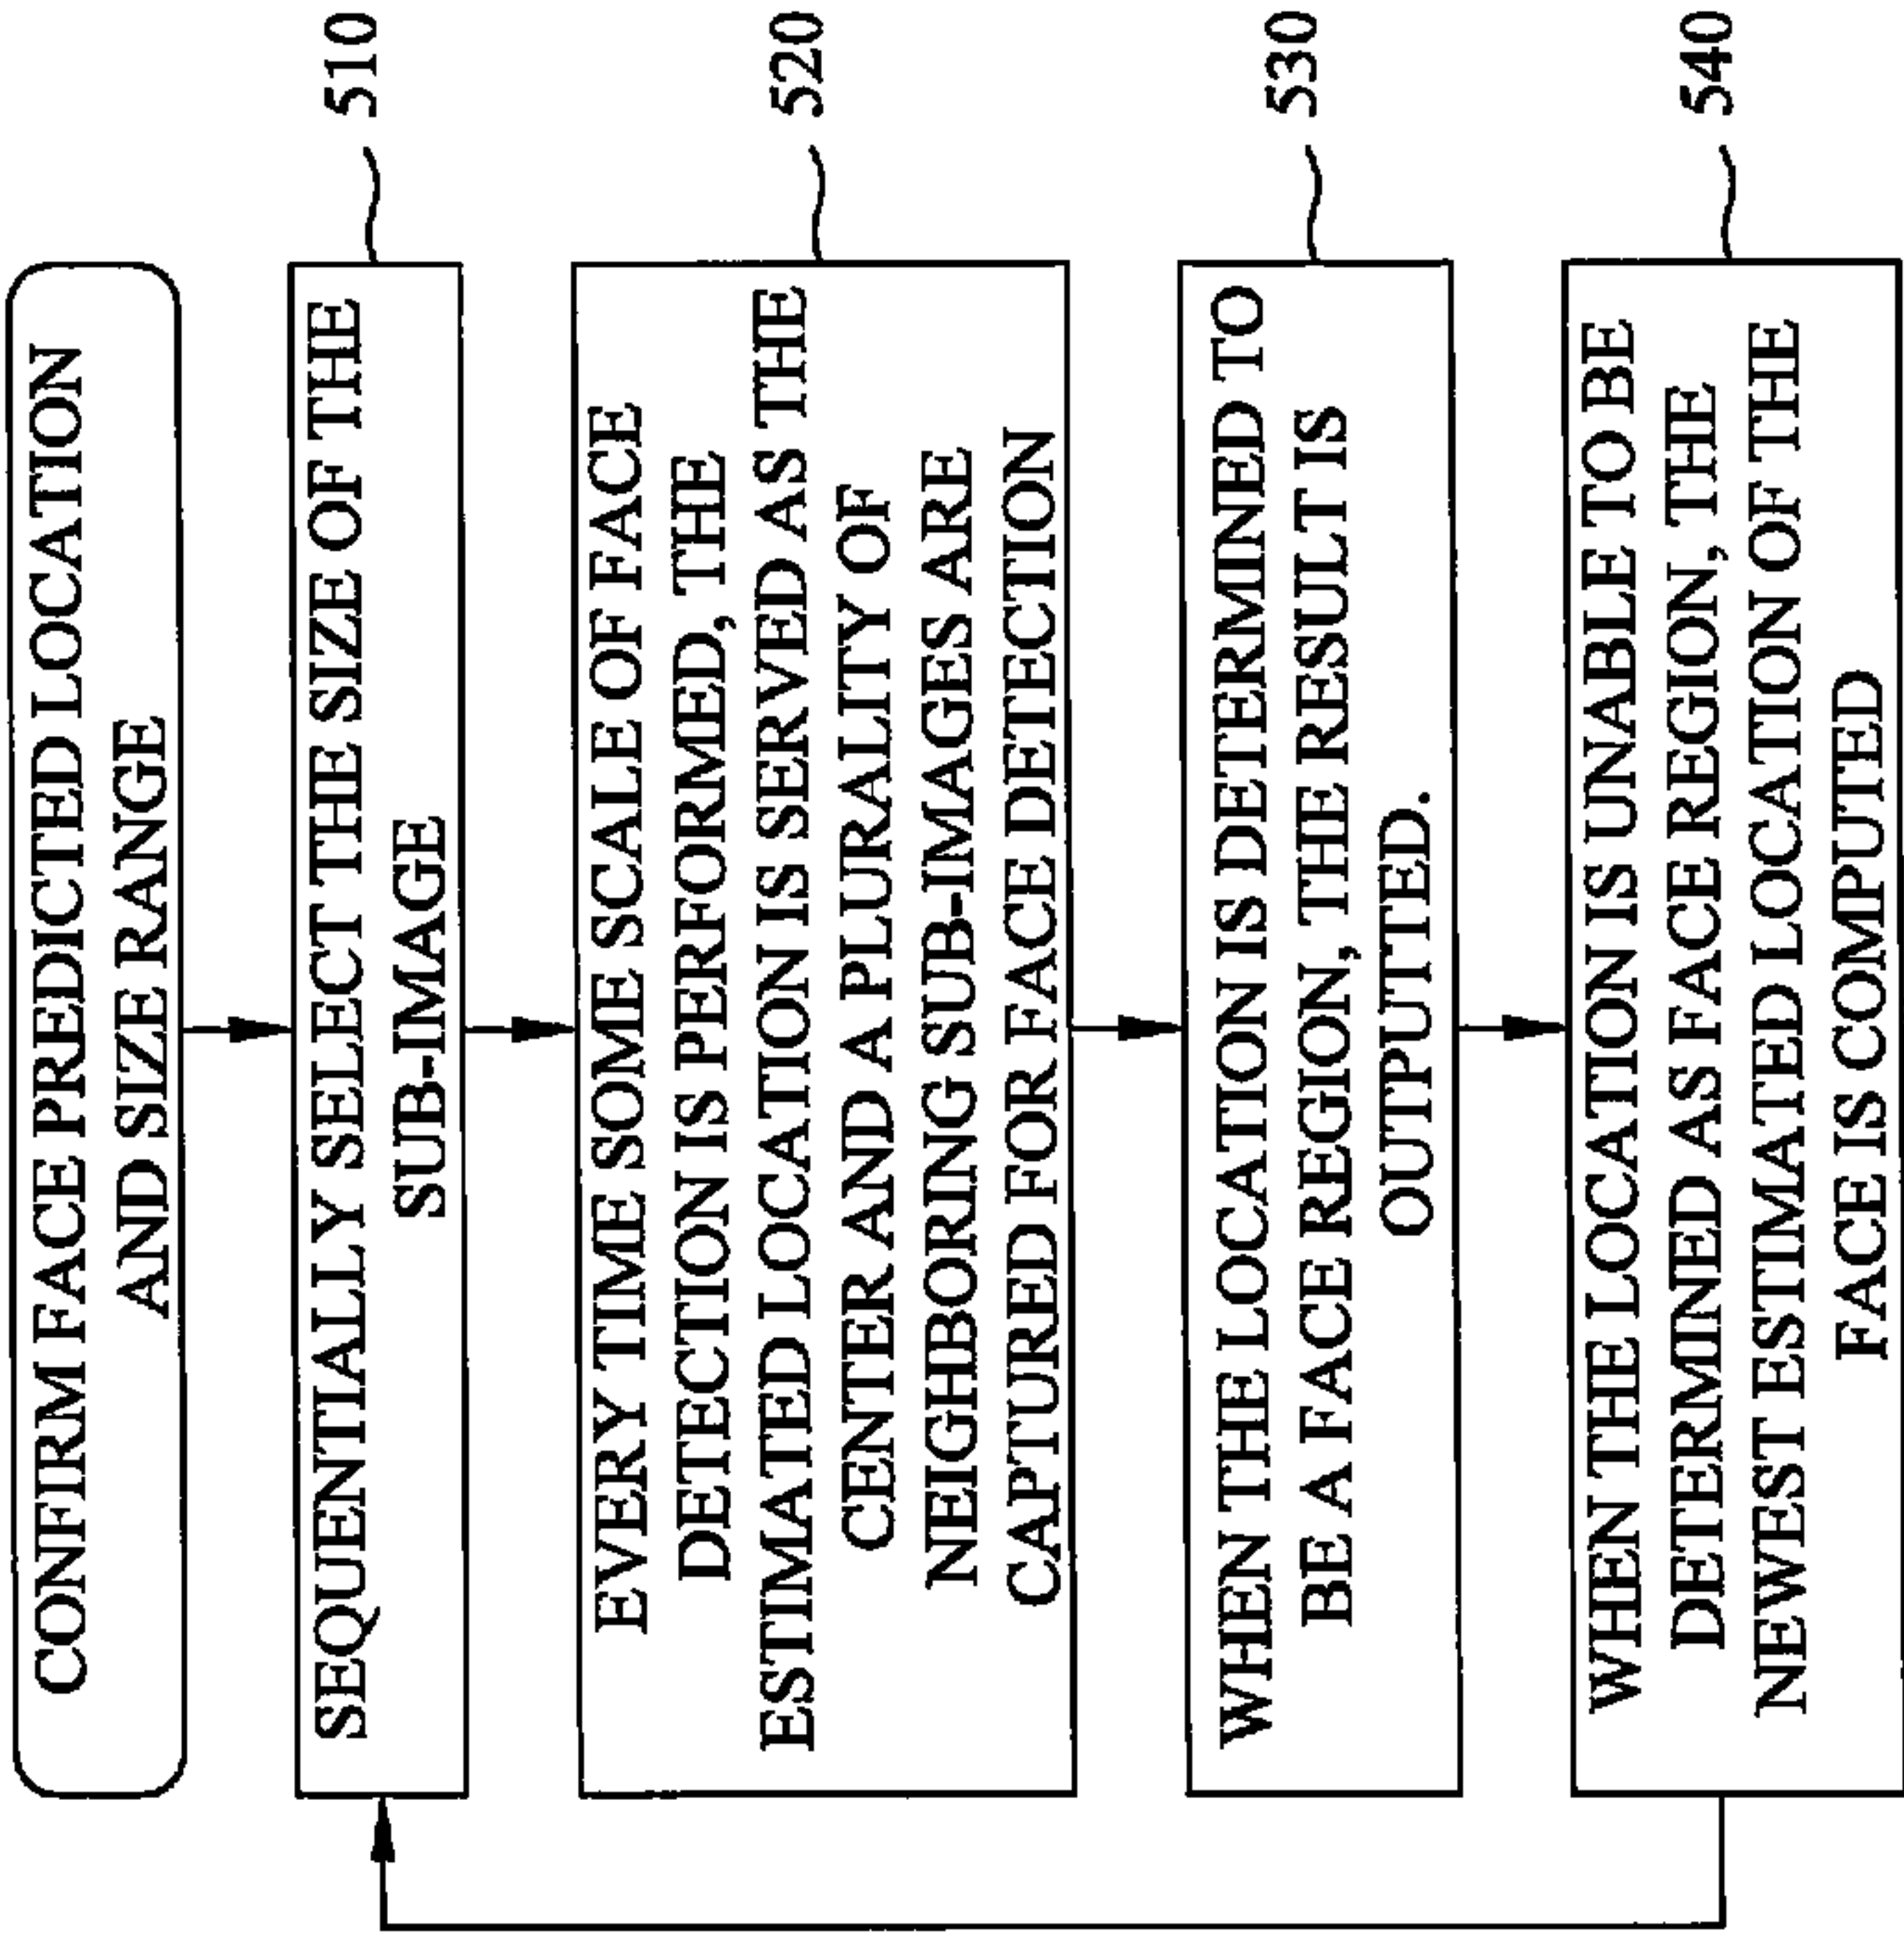 CONFIRM FACE PREDICTED LOCATION
AND SIZE RANGE
SEQUENTIALLY SELECT THE SIZE OF THE
SUB-IMAGE
510
EVERY TIME SOME SCALE OF FACE
DETECTION IS PERFORMED, THE
ESTIMATED LOCATION IS SERVED AS THE
CENTER AND A PLURALITY OF
NEIGHBORING SUB-IMAGES ARE
CAPTURED FOR FACE DETECTION
520
WHEN THE LOCATION IS DETERMINED TO
BE A FACE REGION, THE RESULT IS
OUTPUTTED.
530
WHEN THE LOCATION IS UNABLE TO BE
DETERMINED AS FACE REGION, THE
NEWEST ESTIMATED LOCATION OF THE
FACE IS COMPUTED
540